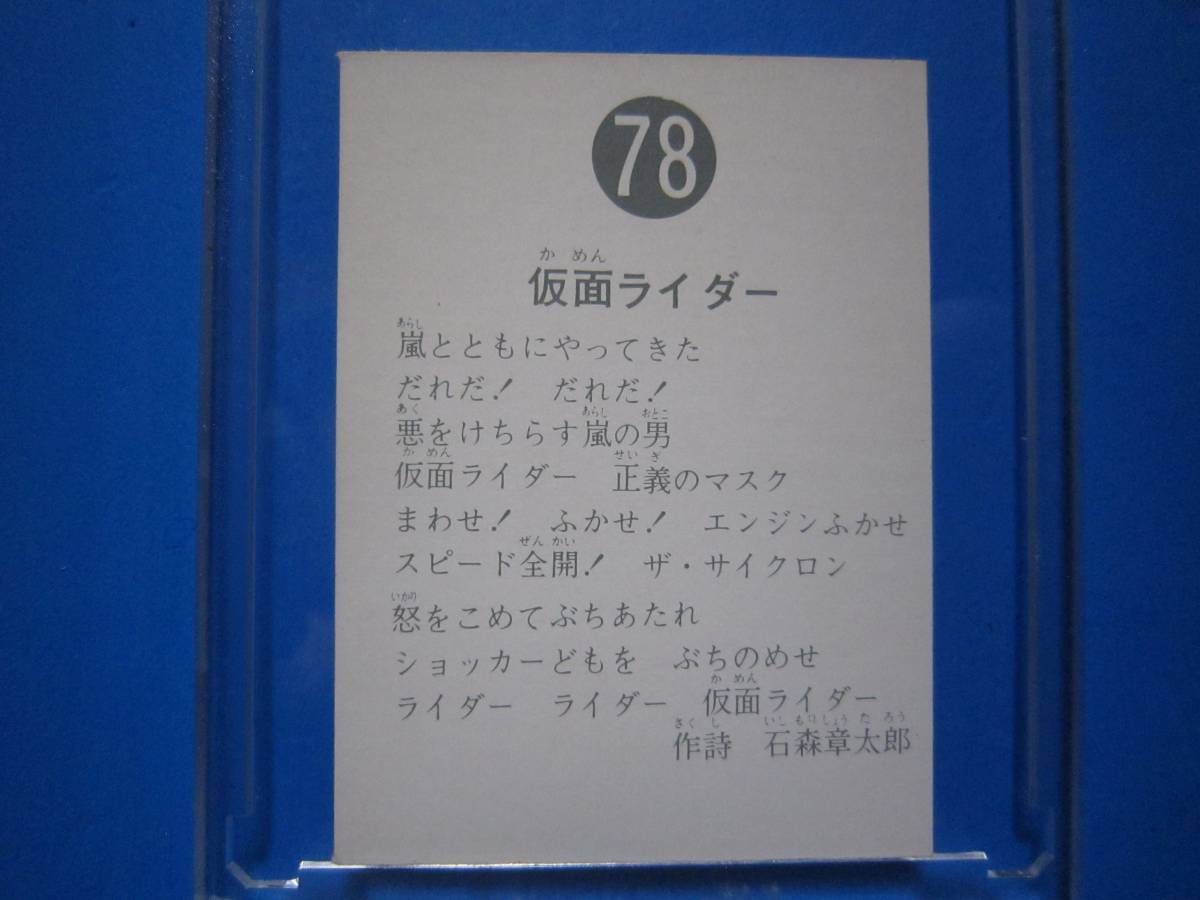 78
か めん
仮面ライダー
あらし
嵐とともにやってきた
だれだ! だれだ!
あく あらし おとこ
悪をけちらす嵐の男
か めん せい ぎ
仮面ライダー 正義のマスク
まわせ! ふかせ! エンジンふかせ
ぜん かい
スピード全開! ザ・サイクロン
いかり
怒をこめてぶちあたれ
ショッカーどもを ぶちのめせ
か めん
ライダー ライダー 仮面ライダー
さく し いし もり しょう た ろう
作詩 石森章太郎